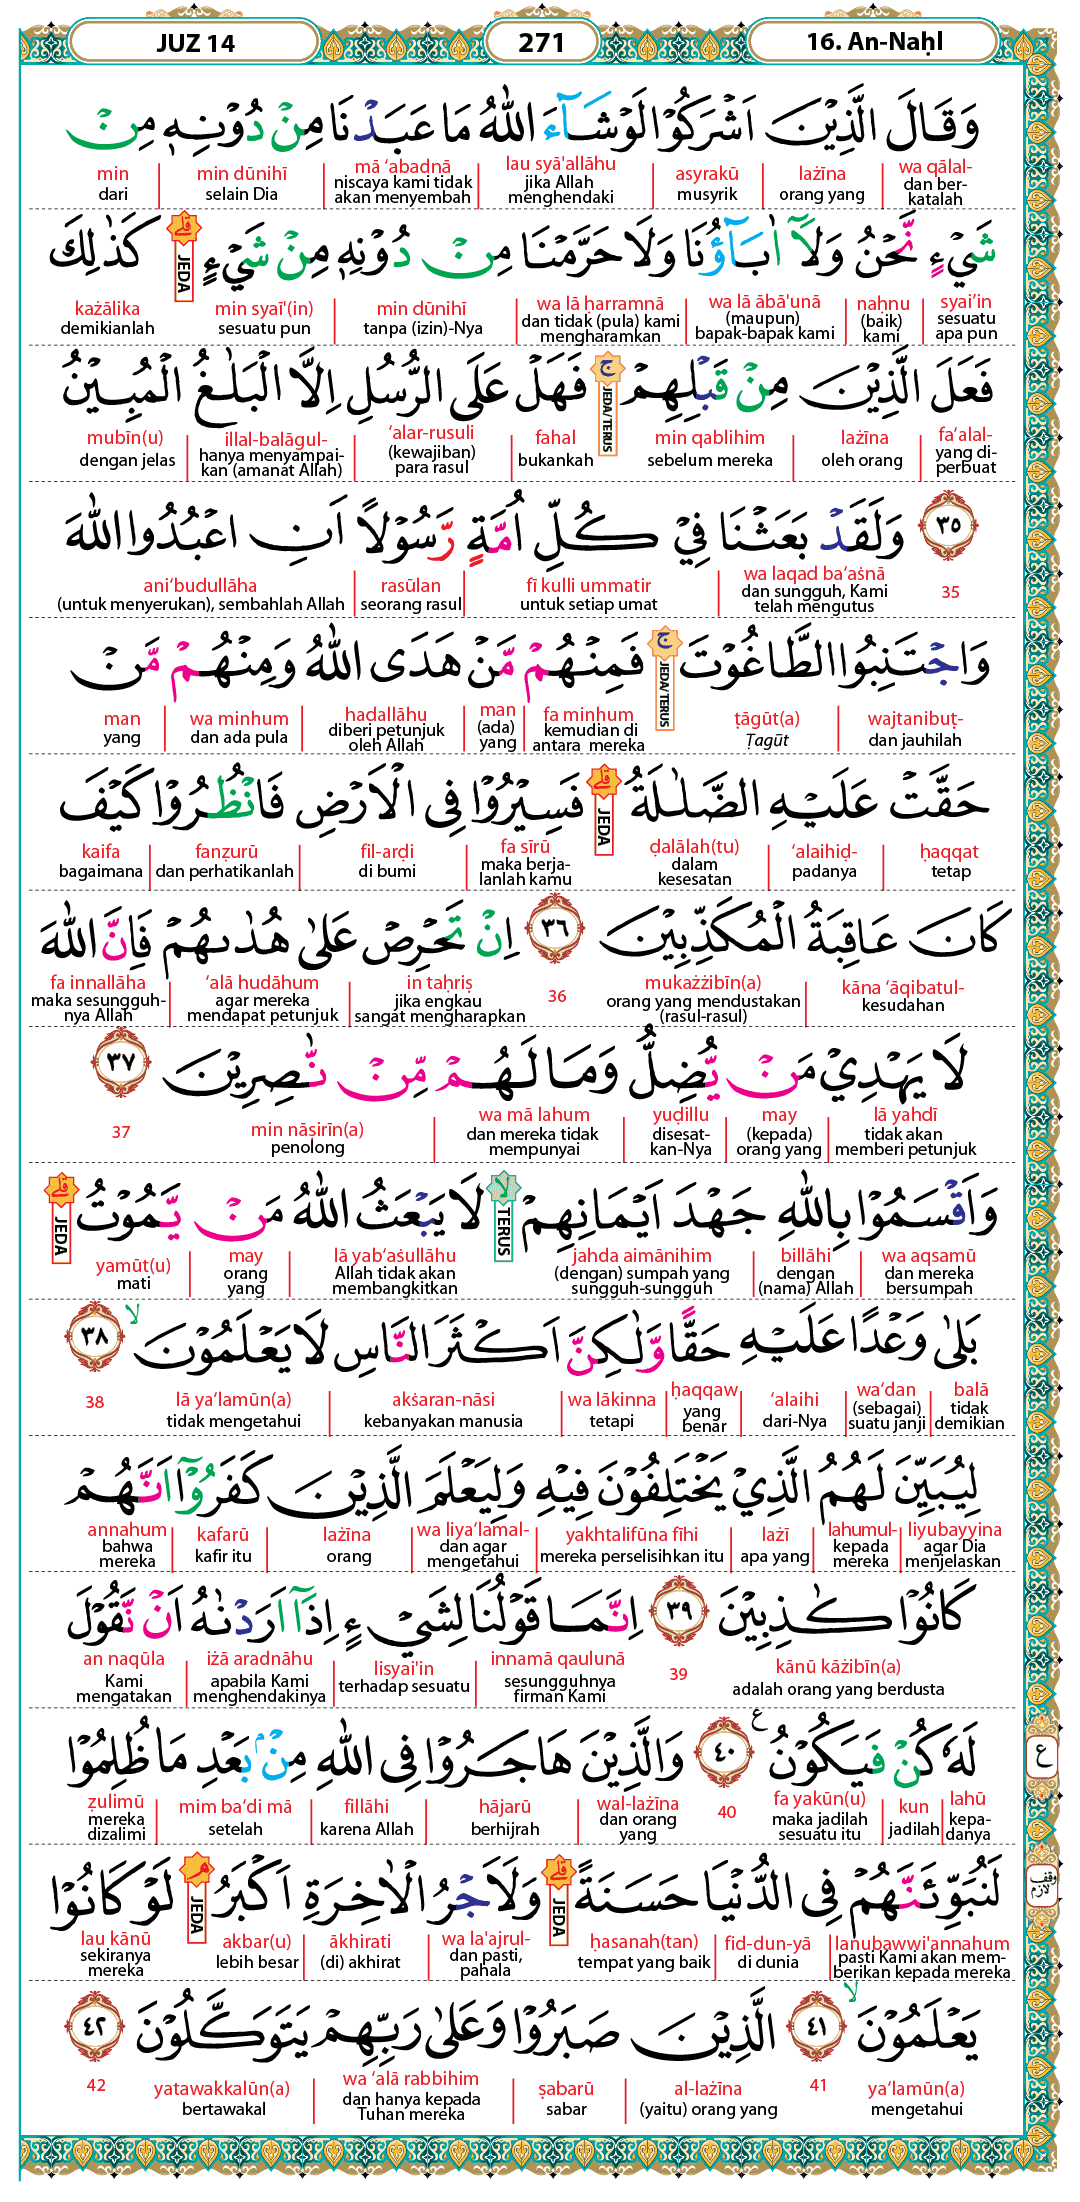 JUZ 14 271 16. An-Naḥl
وَقَالَ الَّذِيْنَ اَشْرَكُوْا لَوْ شَاۤءَ اللّٰهُ مَا عَبَدْنَا مِنْ دُوْنِهٖ مِنْ
wa qālal- lażīna asyrakū lau syā'allāhu mā ‘abadnā min dūnihī min
dan ber-katalah orang yang musyrik jika Allah menghendaki niscaya kami tidak akan menyembah selain Dia dari
شَيْءٍ نَّحْنُ وَلَآ اٰبَاۤؤُنَا وَلَا حَرَّمْنَا مِنْ دُوْنِهٖ مِنْ شَيْءٍ ۗ كَذٰلِكَ
JEDA
syai’in naḥnu wa lā ābā'unā wa lā ḥarramnā min dūnihī min syaī'(in) każālika
sesuatu apa pun (baik) kami (maupun) bapak-bapak kami dan tidak (pula) kami mengharamkan tanpa (izin)-Nya sesuatu pun demikianlah
فَعَلَ الَّذِيْنَ مِنْ قَبْلِهِمْ ۚ فَهَلْ عَلَى الرُّسُلِ اِلَّا الْبَلٰغُ الْمُبِيْنُ
JEDA/TERUS
fa‘alal- lażīna min qablihim fahal ‘alar-rusuli illal-balāgul- mubīn(u)
yang di-perbuat oleh orang sebelum mereka bukankah (kewajiban) para rasul hanya menyampai-kan (amanat Allah) dengan jelas
٣٥ وَلَقَدْ بَعَثْنَا فِيْ كُلِّ اُمَّةٍ رَّسُوْلًا اَنِ اعْبُدُوا اللّٰهَ
35 wa laqad ba‘aṡnā fī kulli ummatir rasūlan ani‘budullāha
dan sungguh, Kami telah mengutus untuk setiap umat seorang rasul (untuk menyerukan), sembahlah Allah
وَاجْتَنِبُوا الطَّاغُوْتَ ۚ فَمِنْهُمْ مَّنْ هَدَى اللّٰهُ وَمِنْهُمْ مَّنْ
JEDA/TERUS
wajtanibuṭ- ṭāgūt(a) fa minhum man hadallāhu wa minhum man
dan jauhilah Ṭagūt kemudian di antara mereka (ada) yang diberi petunjuk oleh Allah dan ada pula yang
حَقَّتْ عَلَيْهِ الضَّلٰلَةُ ۗ فَسِيْرُوْا فِى الْاَرْضِ فَانْظُرُوْا كَيْفَ
JEDA
ḥaqqat ‘alaihiḍ- ḍalālah(tu) fa sīrū fil-arḍi fanẓurū kaifa
tetap padanya dalam kesesatan maka berja-lanlah kamu di bumi dan perhatikanlah bagaimana
كَانَ عَاقِبَةُ الْمُكَذِّبِيْنَ ٣٦ اِنْ تَحْرِصْ عَلٰى هُدٰىهُمْ فَاِنَّ اللّٰهَ
kāna ‘āqibatul- mukażżibīn(a) 36 in taḥriṣ ‘alā hudāhum fa innallāha
kesudahan orang yang mendustakan (rasul-rasul) jika engkau sangat mengharapkan agar mereka mendapat petunjuk maka sesungguh-nya Allah
لَا يَهْدِيْ مَنْ يُّضِلُّ وَمَا لَهُمْ مِّنْ نّٰصِرِيْنَ ٣٧
lā yahdī may yuḍillu wa mā lahum min nāṣirīn(a) 37
tidak akan memberi petunjuk (kepada) orang yang disesat-kan-Nya dan mereka tidak mempunyai penolong
وَاَقْسَمُوْا بِاللّٰهِ جَهْدَ اَيْمَانِهِمْ ۙ لَا يَبْعَثُ اللّٰهُ مَنْ يَّمُوْتُ ۗ
TERUS JEDA
wa aqsamū billāhi jahda aimānihim lā yab‘aṡullāhu may yamūt(u)
dan mereka bersumpah dengan (nama) Allah (dengan) sumpah yang sungguh-sungguh Allah tidak akan membangkitkan orang yang mati
بَلٰى وَعْدًا عَلَيْهِ حَقًّا وَّلٰكِنَّ اَكْثَرَ النَّاسِ لَا يَعْلَمُوْنَ ۙ ٣٨
balā wa‘dan ‘alaihi ḥaqqaw wa lākinna akṡaran-nāsi lā ya‘lamūn(a) 38
tidak demikian (sebagai) suatu janji dari-Nya yang benar tetapi kebanyakan manusia tidak mengetahui
لِيُبَيِّنَ لَهُمُ الَّذِيْ يَخْتَلِفُوْنَ فِيْهِ وَلِيَعْلَمَ الَّذِيْنَ كَفَرُوْٓا اَنَّهُمْ
liyubayyina lahumul- lażī yakhtalifūna fīhi wa liya‘lamal- lażīna kafarū annahum
agar Dia menjelaskan kepada mereka apa yang mereka perselisihkan itu dan agar mengetahui orang kafir itu bahwa mereka
كَانُوْا كٰذِبِيْنَ ٣٩ اِنَّمَا قَوْلُنَا لِشَيْءٍ اِذَآ اَرَدْنٰهُ اَنْ نَّقُوْلَ
kānū kāżibīn(a) 39 innamā qaulunā lisyai'in iżā aradnāhu an naqūla
adalah orang yang berdusta sesungguhnya firman Kami terhadap sesuatu apabila Kami menghendakinya Kami mengatakan
لَهٗ كُنْ فَيَكُوْنُ ࣖ ٤٠ وَالَّذِيْنَ هَاجَرُوْا فِى اللّٰهِ مِنْۢ بَعْدِ مَا ظُلِمُوْا
ع
lahū kun fa yakūn(u) 40 wal-lażīna hājarū fillāhi mim ba‘di mā ẓulimū
kepa-danya jadilah maka jadilah sesuatu itu dan orang yang berhijrah karena Allah setelah mereka dizalimi
لَنُبَوِّئَنَّهُمْ فِى الدُّنْيَا حَسَنَةً ۗ وَلَاَجْرُ الْاٰخِرَةِ اَكْبَرُ ۘ لَوْ كَانُوْا
وقف لازم
JEDA JEDA
lanubawwi'annahum fid-dun-yā ḥasanah(tan) wa la'ajrul- ākhirati akbar(u) lau kānū
pasti Kami akan mem-berikan kepada mereka di dunia tempat yang baik dan pasti, pahala (di) akhirat lebih besar sekiranya mereka
يَعْلَمُوْنَ ۙ ٤١ الَّذِيْنَ صَبَرُوْا وَعَلٰى رَبِّهِمْ يَتَوَكَّلُوْنَ ٤٢
ya‘lamūn(a) 41 al-lażīna ṣabarū wa ‘alā rabbihim yatawakkalūn(a) 42
mengetahui (yaitu) orang yang sabar dan hanya kepada Tuhan mereka bertawakal